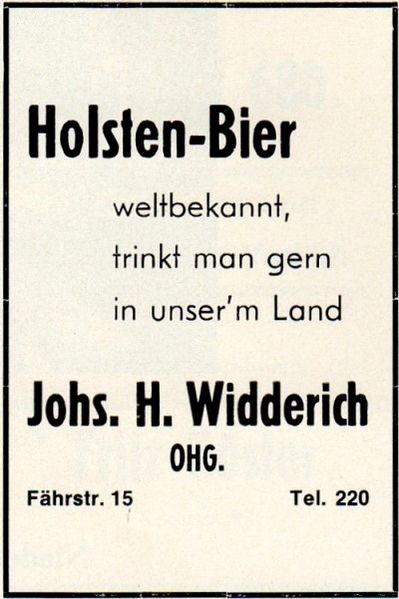 Holsten-Bier
weltbekannt,
trinkt man gern
in unser'm Land
Johs. H. Widderich
OHG.
Fährstr. 15 Tel. 220